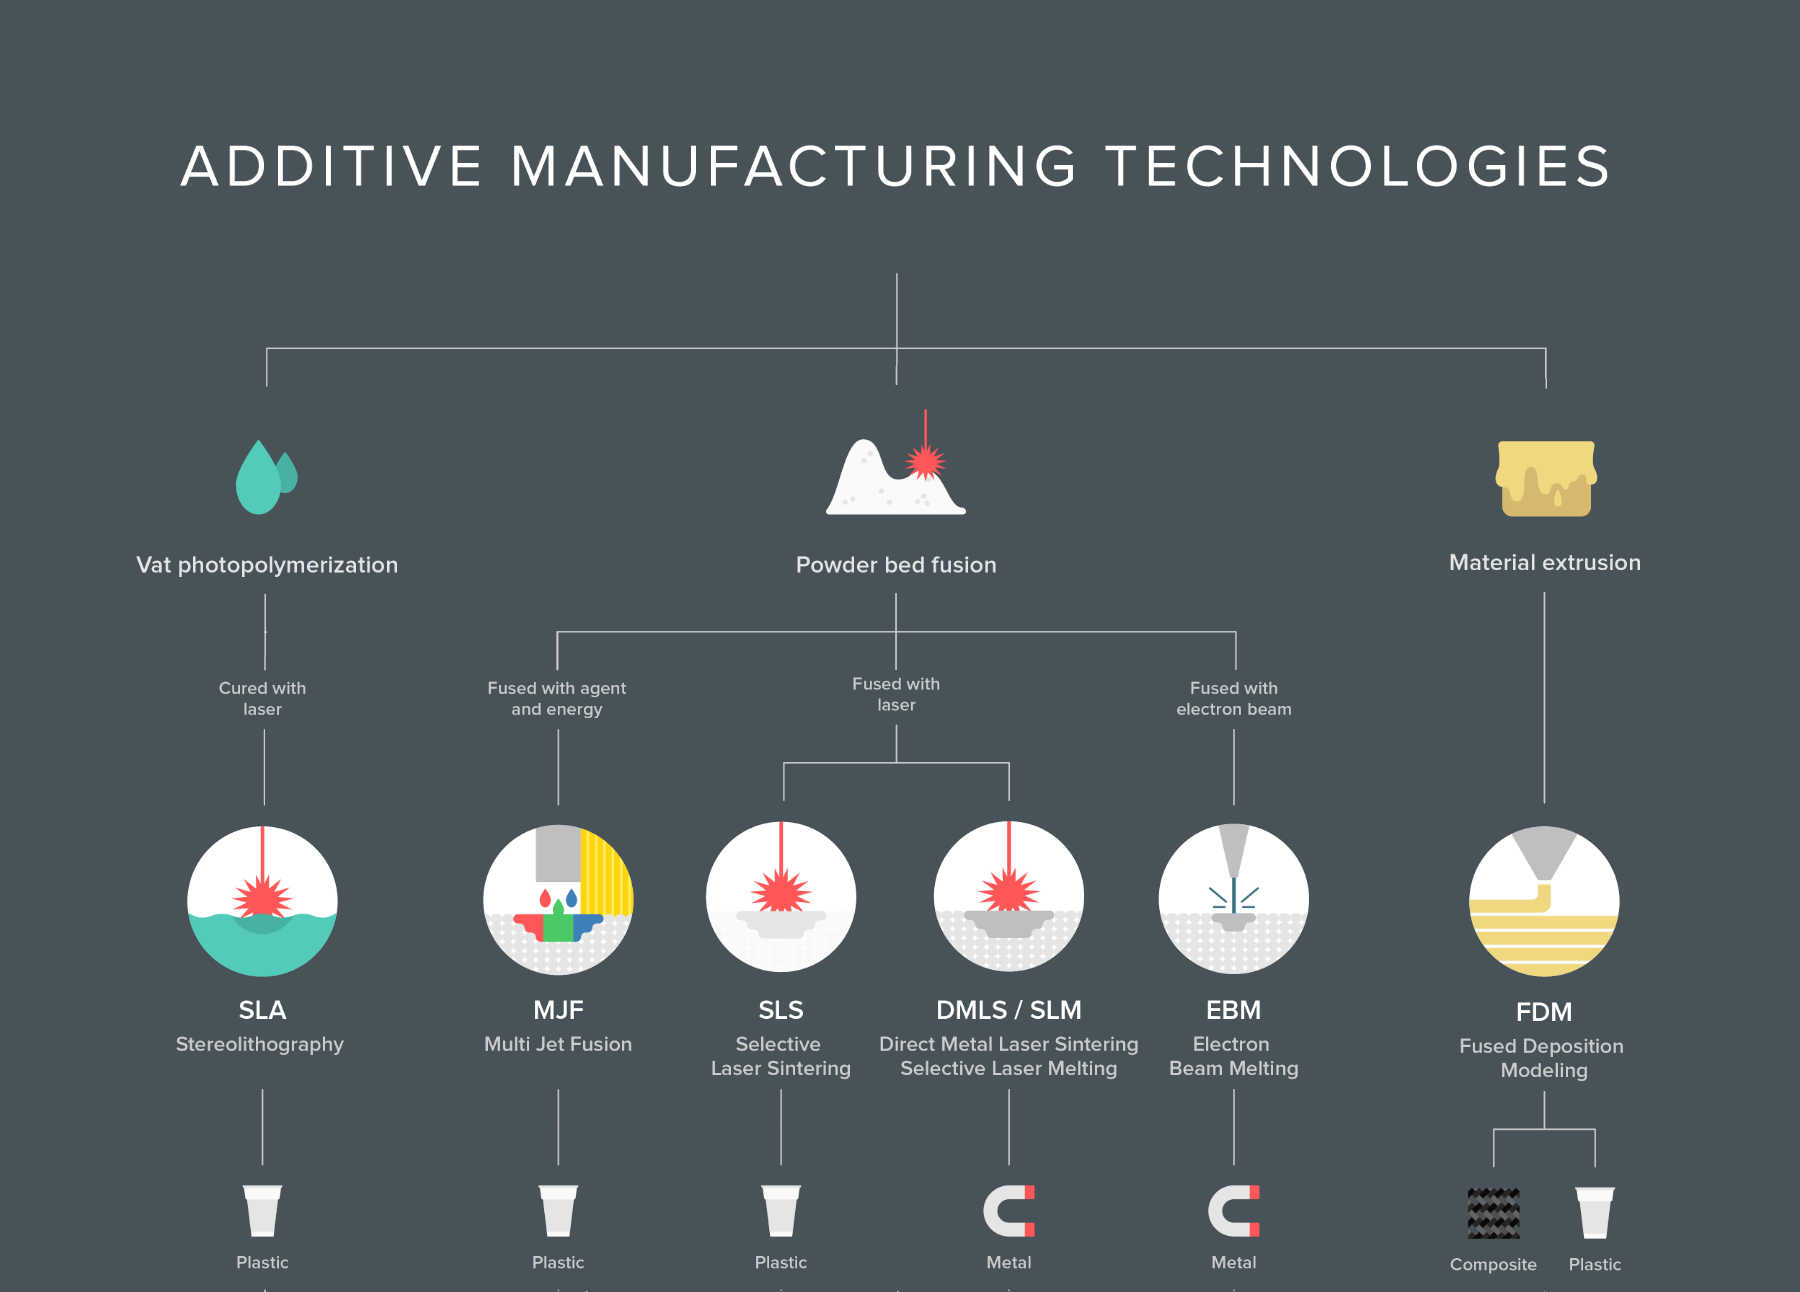 ADDITIVE MANUFACTURING TECHNOLOGIES
Vat photopolymerization
Powder bed fusion
Material extrusion
Cured with
laser
Fused with agent
and energy
Fused with
laser
Fused with
electron beam
SLA
Stereolithography
MJF
Multi Jet Fusion
SLS
Selective
Laser Sintering
DMLS / SLM
Direct Metal Laser Sintering
Selective Laser Melting
EBM
Electron
Beam Melting
FDM
Fused Deposition
Modeling
Plastic
Plastic
Plastic
Metal
Metal
Composite
Plastic